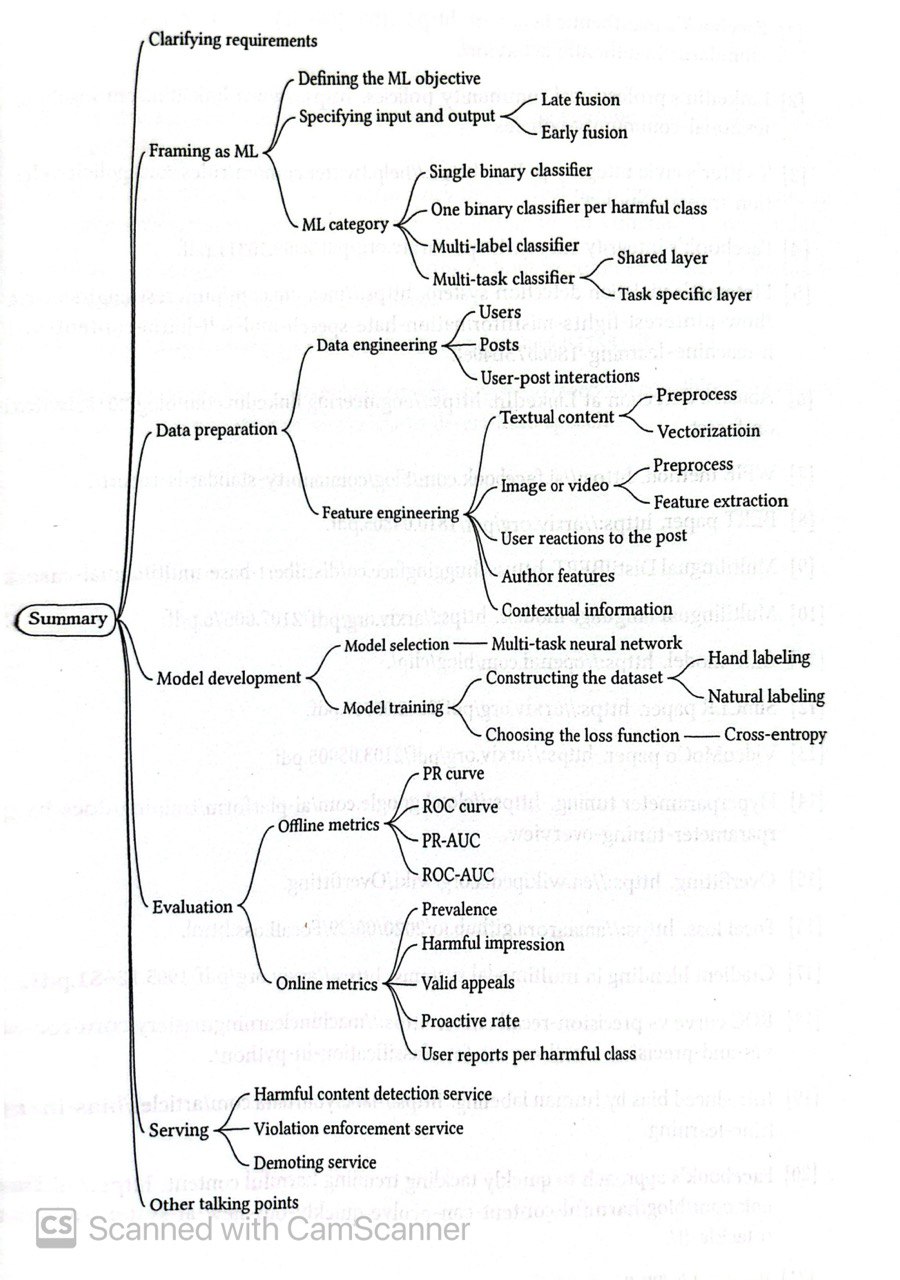 Clarifying requirements
Defining the ML objective
Specifying input and output
Late fusion
Early fusion
Framing as ML
Single binary classifier
One binary classifier per harmful class
ML category
Multi-label classifier
Multi-task classifier
Shared layer
Task specific layer
Users
Data engineering
Posts
User-post interactions
Data preparation
Textual content
Preprocess
Vectorizatioin
Image or video
Preprocess
Feature extraction
Feature engineering
User reactions to the post
Author features
Contextual information
Summary
Model selection
Multi-task neural network
Model development
Constructing the dataset
Hand labeling
Natural labeling
Model training
Choosing the loss function
Cross-entropy
PR curve
Offline metrics
ROC curve
PR-AUC
ROC-AUC
Evaluation
Prevalence
Harmful impression
Online metrics
Valid appeals
Proactive rate
User reports per harmful class
Harmful content detection service
Serving
Violation enforcement service
Demoting service
Other talking points
CS Scanned with CamScanner